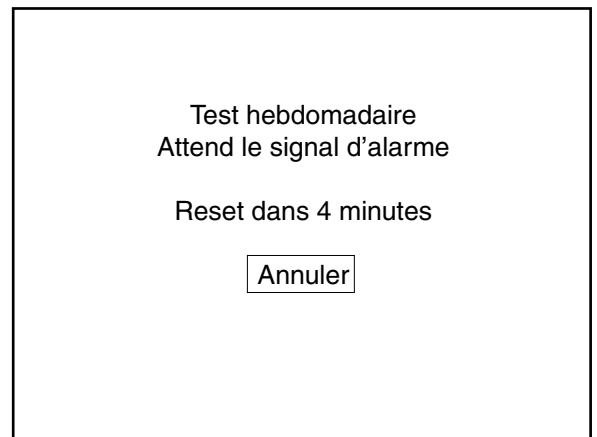 Test hebdomadaire
Attend le signal d'alarme
Reset dans 4 minutes
Annuler